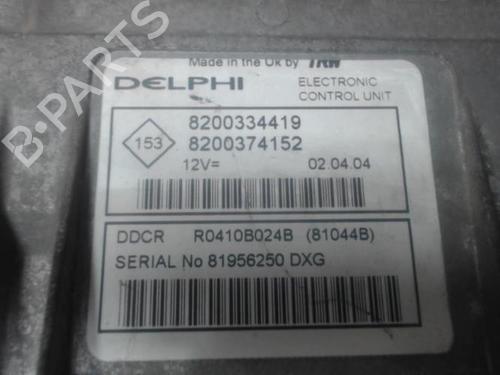 B-PARTS
Made in the Uk by TRW
DELPHI
ELECTRONIC
CONTROL UNIT
153
8200334419
8200374152
12V= 02.04.04
DDCR R0410B024B (81044B)
SERIAL No 81956250 DXG